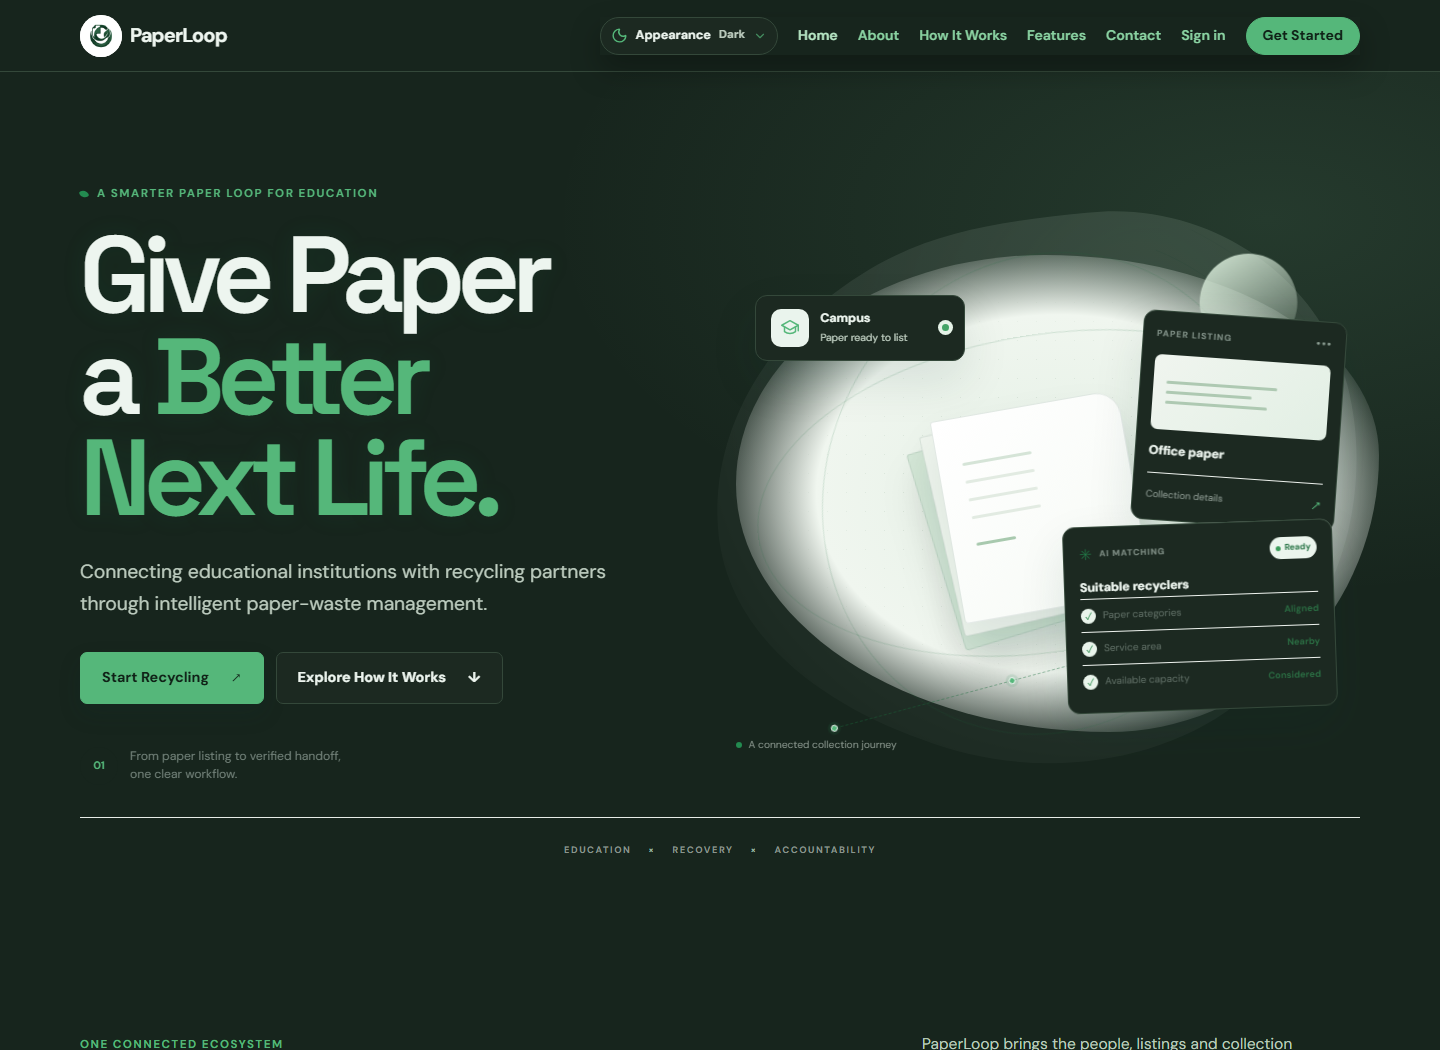 PaperLoop
Appearance Dark
Home
About
How It Works
Features
Contact
Sign in
Get Started
A SMARTER PAPER LOOP FOR EDUCATION
Give Paper
a Better
Next Life.
Connecting educational institutions with recycling partners
through intelligent paper-waste management.
Start Recycling ↗
Explore How It Works ↓
01
From paper listing to verified handoff,
one clear workflow.
Campus
Paper ready to list
PAPER LISTING
Office paper
Collection details ↗
AI MATCHING
Ready
Suitable recyclers
Paper categories Aligned
Service area Nearby
Available capacity Considered
A connected collection journey
EDUCATION × RECOVERY × ACCOUNTABILITY
ONE CONNECTED ECOSYSTEM
PaperLoop brings the people, listings and collection